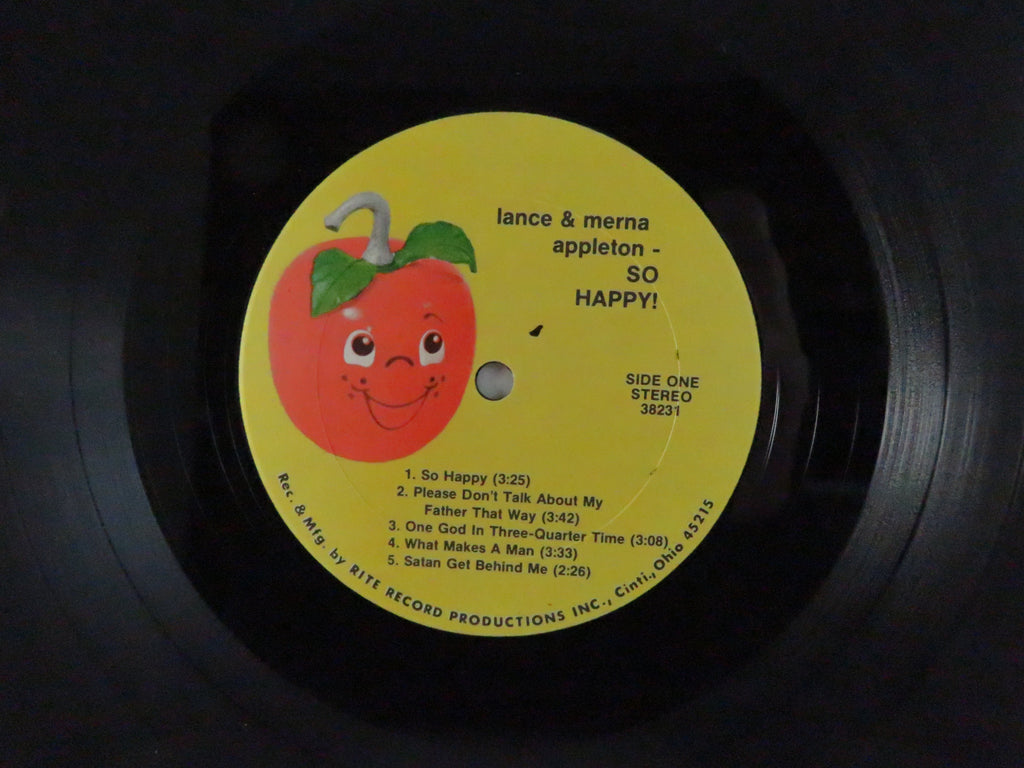 lance & merna
appleton -
SO
HAPPY!
SIDE ONE
STEREO
38231
1. So Happy (3:25)
2. Please Don't Talk About My
Father That Way (3:42)
3. One God In Three-Quarter Time (3:08)
4. What Makes A Man (3:33)
5. Satan Get Behind Me (2:26)
Rec. & Mfg. by RITE RECORD PRODUCTIONS INC., Cinti., Ohio 45215